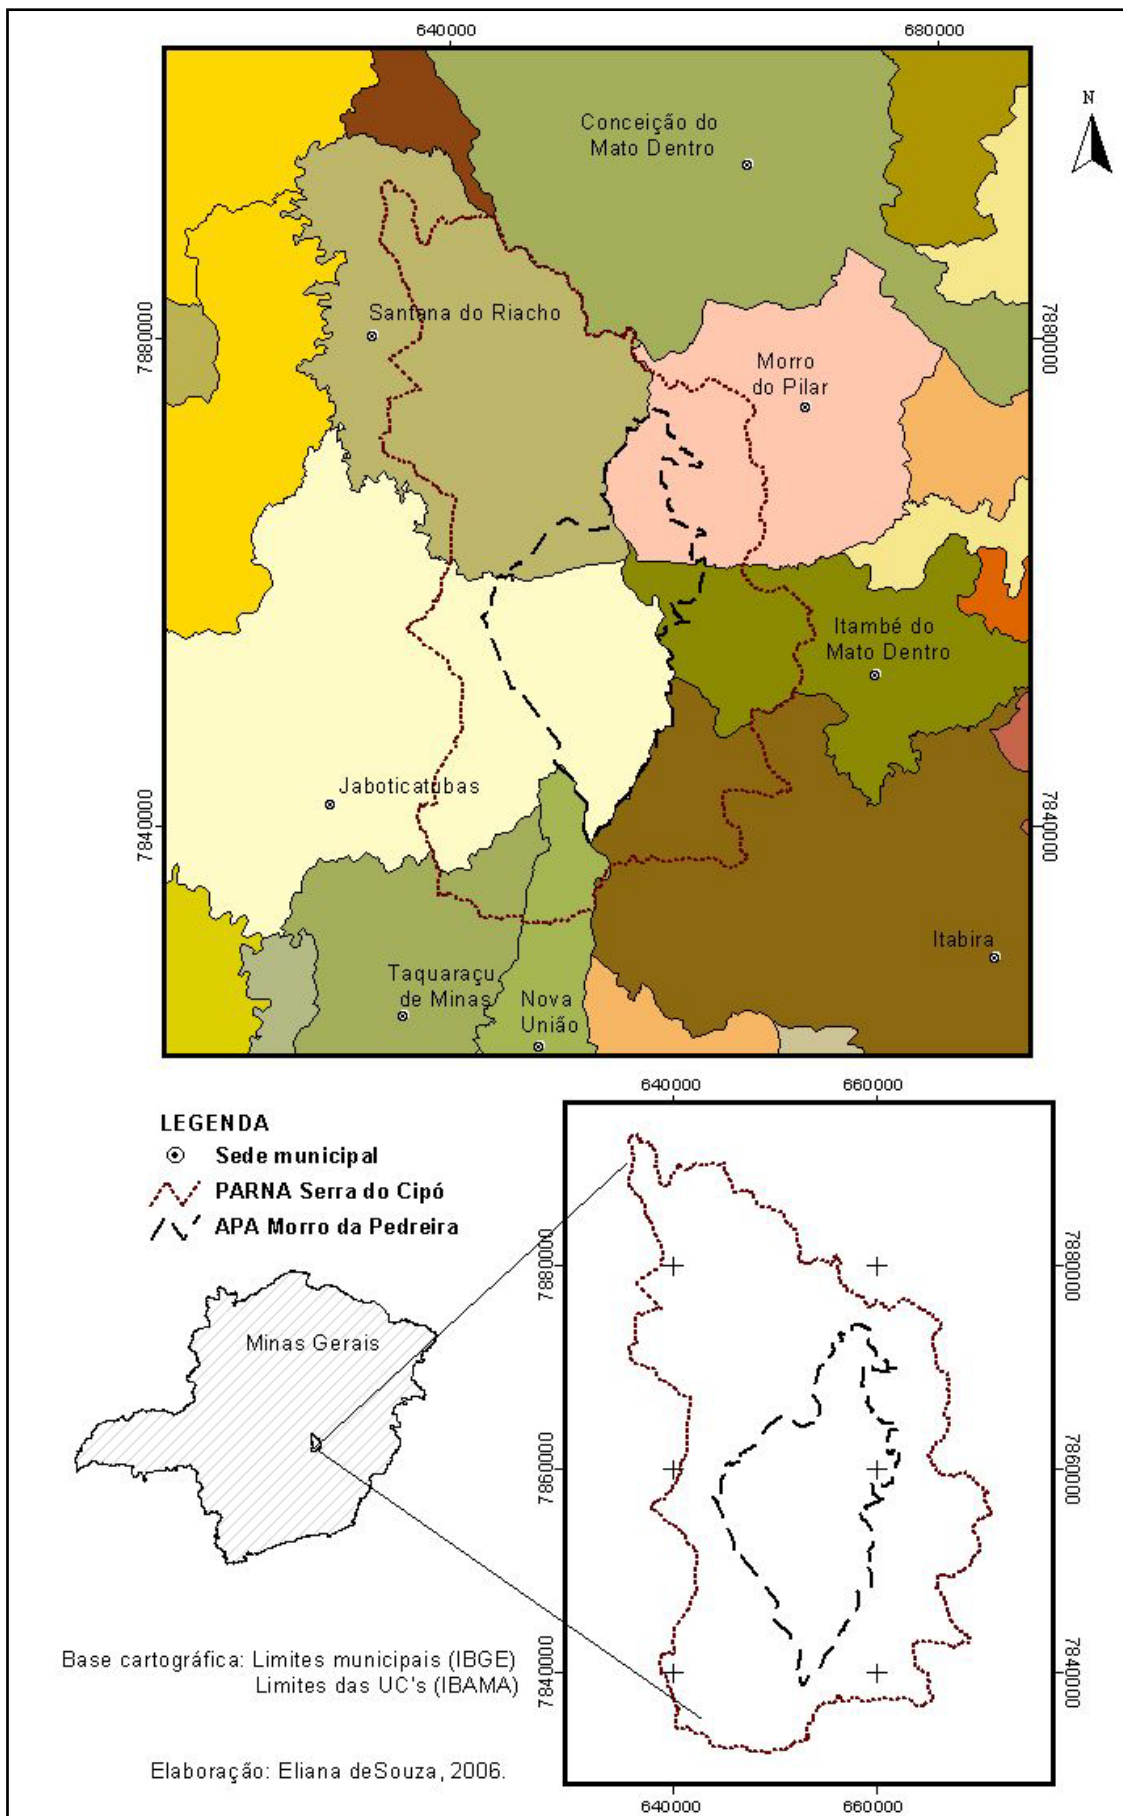 640000 680000
N
Conceição do
Mato Dentro
Santana do Riacho
7880000
7880000
Morro
do Pilar
Itambé do
Mato Dentro
Jaboticatubas
7840000
7840000
Itabira
Taquaraçu
de Minas
Nova
União
640000 660000
LEGENDA
Sede municipal
PARNA Serra do Cipó
APA Morro da Pedreira
7880000
7880000
Minas Gerais
7860000
7860000
Base cartográfica: Limites municipais (IBGE)
Limites das UC's (IBAMA)
7840000
7840000
Elaboração: Eliana deSouza, 2006.
640000 660000